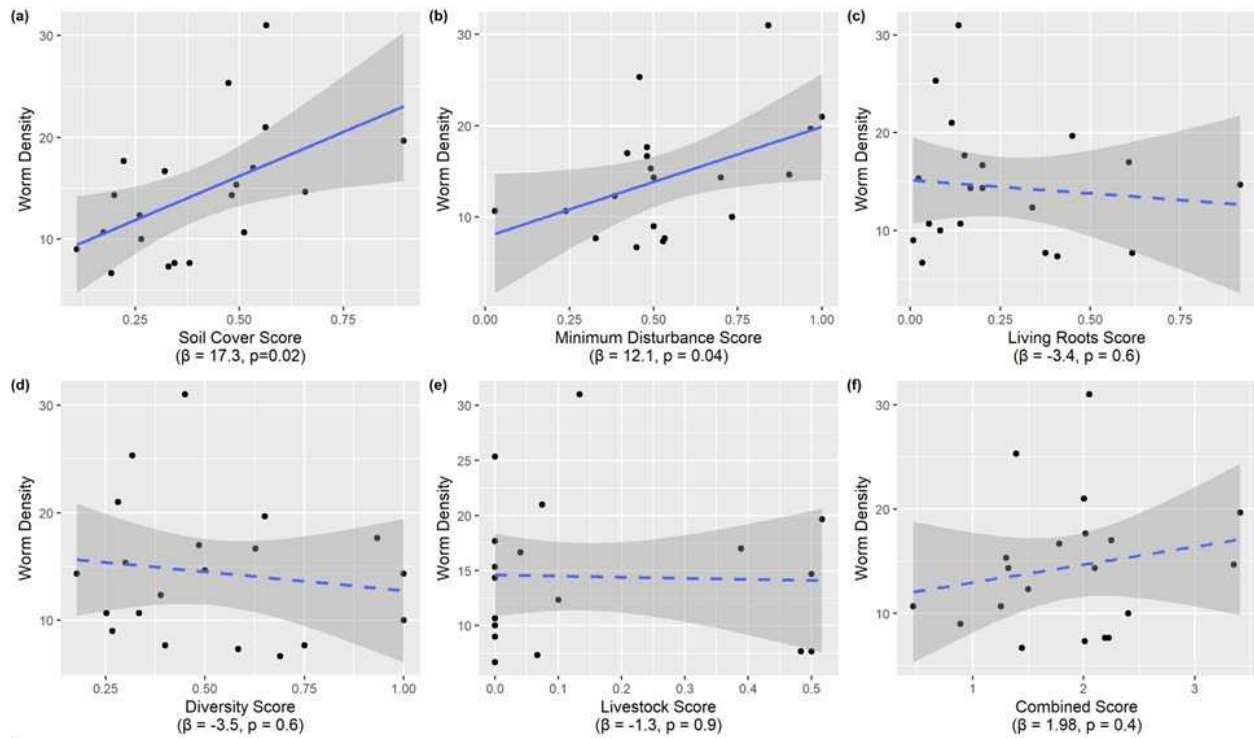 (a)
30
20
10
Worm Density
0.25 0.50 0.75
Soil Cover Score
(β = 17.3, p=0.02)
(b)
30
20
10
Worm Density
0.00 0.25 0.50 0.75 1.00
Minimum Disturbance Score
(β = 12.1, p = 0.04)
(c)
30
20
10
Worm Density
0.00 0.25 0.50 0.75
Living Roots Score
(β = -3.4, p = 0.6)
(d)
30
20
10
Worm Density
0.25 0.50 0.75 1.00
Diversity Score
(β = -3.5, p = 0.6)
(e)
30
25
20
15
10
Worm Density
0.0 0.1 0.2 0.3 0.4 0.5
Livestock Score
(β = -1.3, p = 0.9)
(f)
30
20
10
Worm Density
1 2 3
Combined Score
(β = 1.98, p = 0.4)